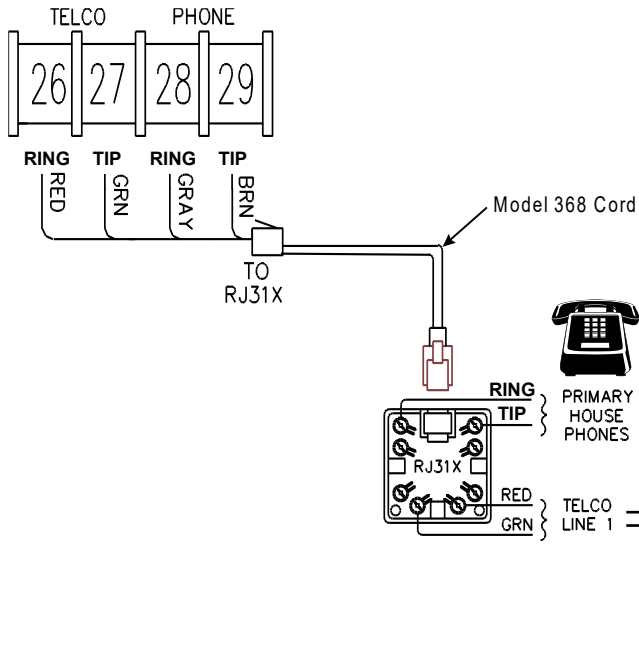 TELCO PHONE
26 27 28 29
RING TIP RING TIP
RED GRN GRAY BRN
Model 368 Cord
TO
RJ31X
RING
TIP
PRIMARY
HOUSE
PHONES
RJ31X
RED
GRN
TELCO
LINE 1